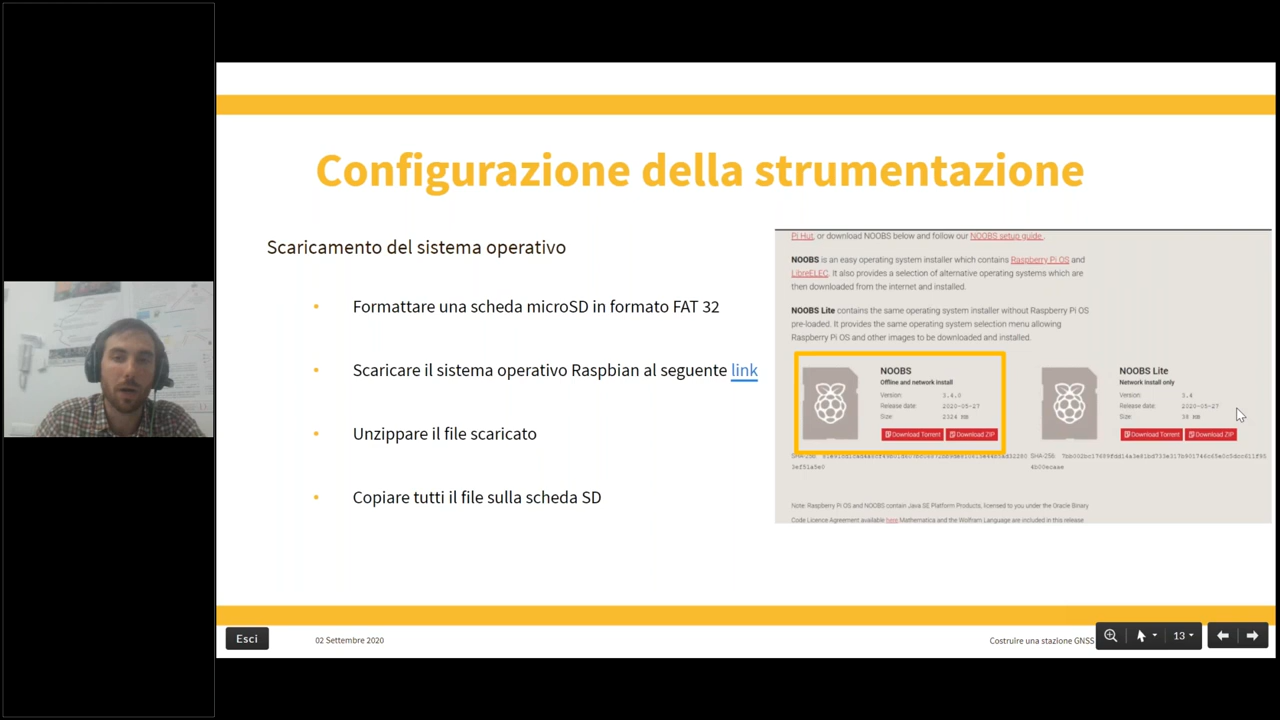 Configurazione della strumentazione
Scaricamento del sistema operativo
• Formattare una scheda microSD in formato FAT 32
• Scaricare il sistema operativo Raspbian al seguente link
• Unzippare il file scaricato
• Copiare tutti il file sulla scheda SD
Pi Hut, or download NOOBS below and follow our NOOBS setup guide.
NOOBS is an easy operating system installer which contains Raspberry Pi OS and
LibreELEC. It also provides a selection of alternative operating systems which are
then downloaded from the internet and installed.
NOOBS Lite contains the same operating system installer without Raspberry Pi OS
pre-loaded. It provides the same operating system selection menu allowing
Raspberry Pi OS and other images to be downloaded and installed.
NOOBS
Offline and network install
Version: 3.4.0
Release date: 2020-05-27
Size: 2324 MB
Download Torrent Download ZIP
NOOBS Lite
Network install only
Version: 3.4
Release date: 2020-05-27
Size: 38 MB
Download Torrent Download ZIP
SHA-256:
3ef51a5e0
SHA-256:
4b00ecaae
Note: Raspberry Pi OS and NOOBS contain Java SE Platform Products, licensed to you under the Oracle Binary
Code Licence Agreement available here Mathematica and the Wolfram Language are included in this release
Esci
02 Settembre 2020
Costruire una stazione GNSS
13